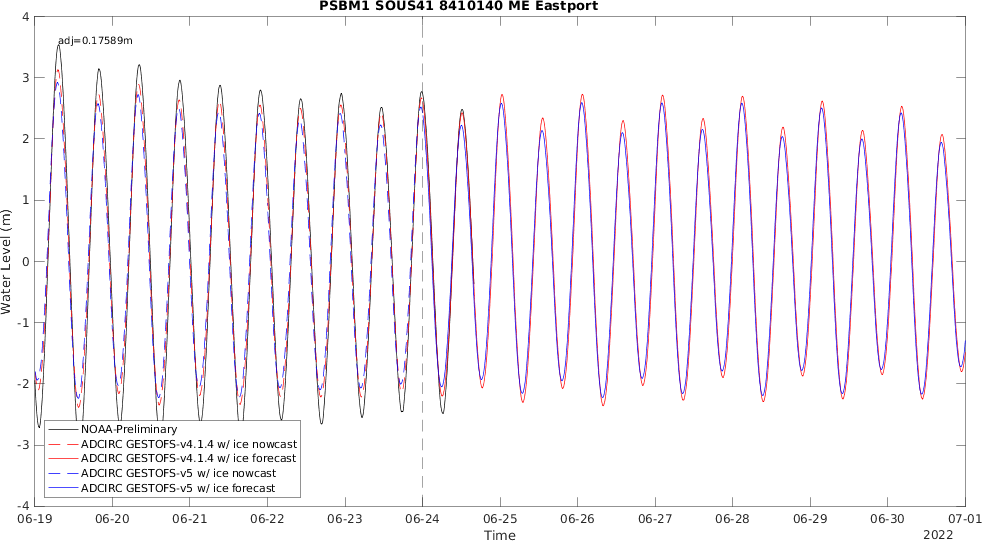 PSBM1 SOUS41 8410140 ME Eastport
adj=0.17589m
Water Level (m)
4
3
2
1
0
-1
-2
-3
-4
NOAA-Preliminary
ADCIRC GESTOFS-v4.1.4 w/ ice nowcast
ADCIRC GESTOFS-v4.1.4 w/ ice forecast
ADCIRC GESTOFS-v5 w/ ice nowcast
ADCIRC GESTOFS-v5 w/ ice forecast
06-19 06-20 06-21 06-22 06-23 06-24 06-25 06-26 06-27 06-28 06-29 06-30 07-01
Time
2022